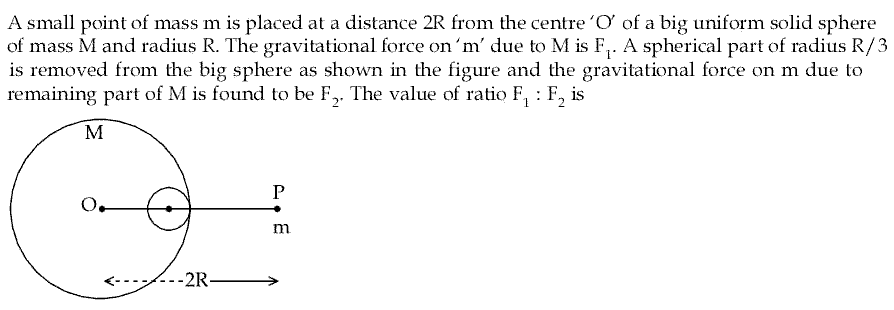 A small point of mass m is placed at a distance 2R from the centre ‘O’ of a big uniform solid sphere
of mass M and radius R. The gravitational force on ‘m’ due to M is F₁. A spherical part of radius R/3
is removed from the big sphere as shown in the figure and the gravitational force on m due to
remaining part of M is found to be F₂. The value of ratio F₁ : F₂ is
M
O
P
m
2R